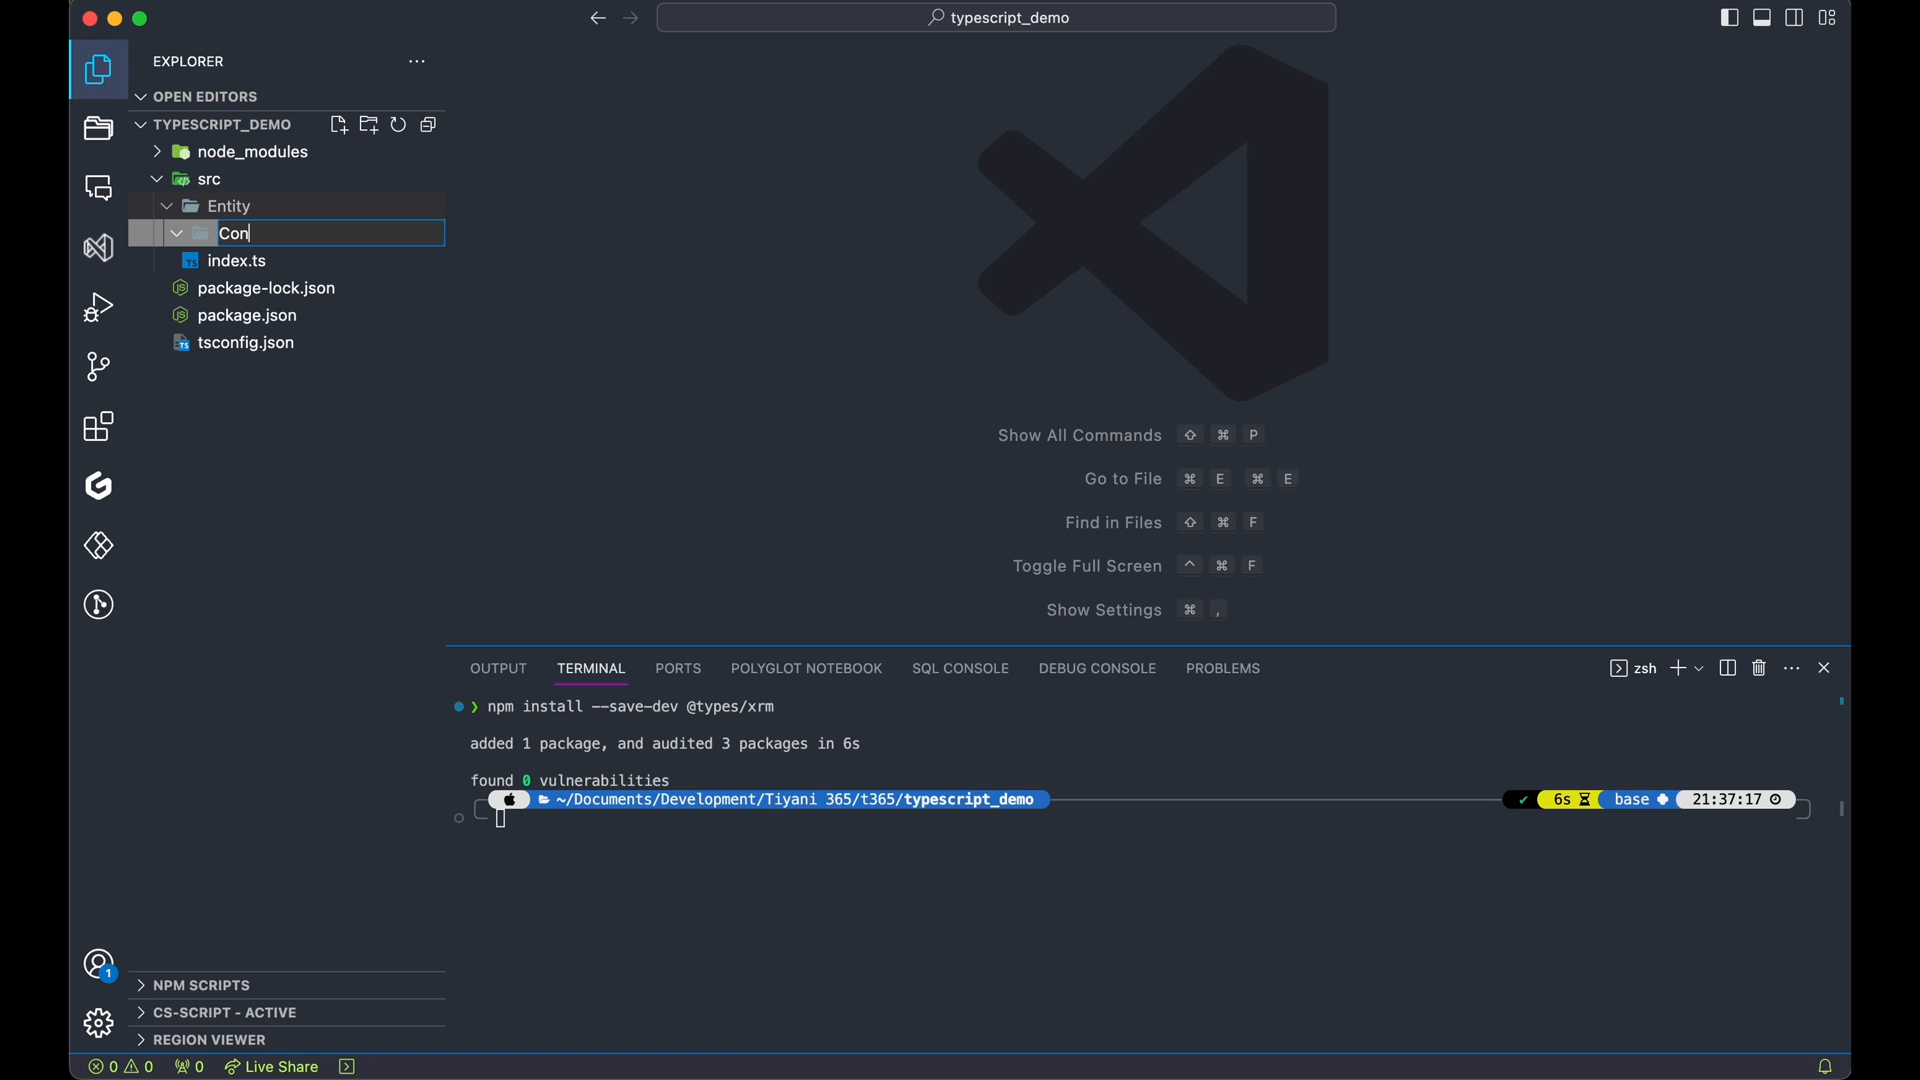 typescript_demo
EXPLORER
OPEN EDITORS
TYPESCRIPT_DEMO
node_modules
src
Entity
Con
TS index.ts
package-lock.json
package.json
TS tsconfig.json
Show All Commands ⇧ ⌘ P
Go to File ⌘ E ⌘ E
Find in Files ⇧ ⌘ F
Toggle Full Screen ^ ⌘ F
Show Settings ⌘ ,
OUTPUT TERMINAL PORTS POLYGLOT NOTEBOOK SQL CONSOLE DEBUG CONSOLE PROBLEMS
zsh
❯ npm install --save-dev @types/xrm
added 1 package, and audited 3 packages in 6s
found 0 vulnerabilities
~/Documents/Development/Tiyani 365/t365/typescript_demo
✔ 6s base 21:37:17
1
NPM SCRIPTS
CS-SCRIPT - ACTIVE
REGION VIEWER
0 0 0 Live Share